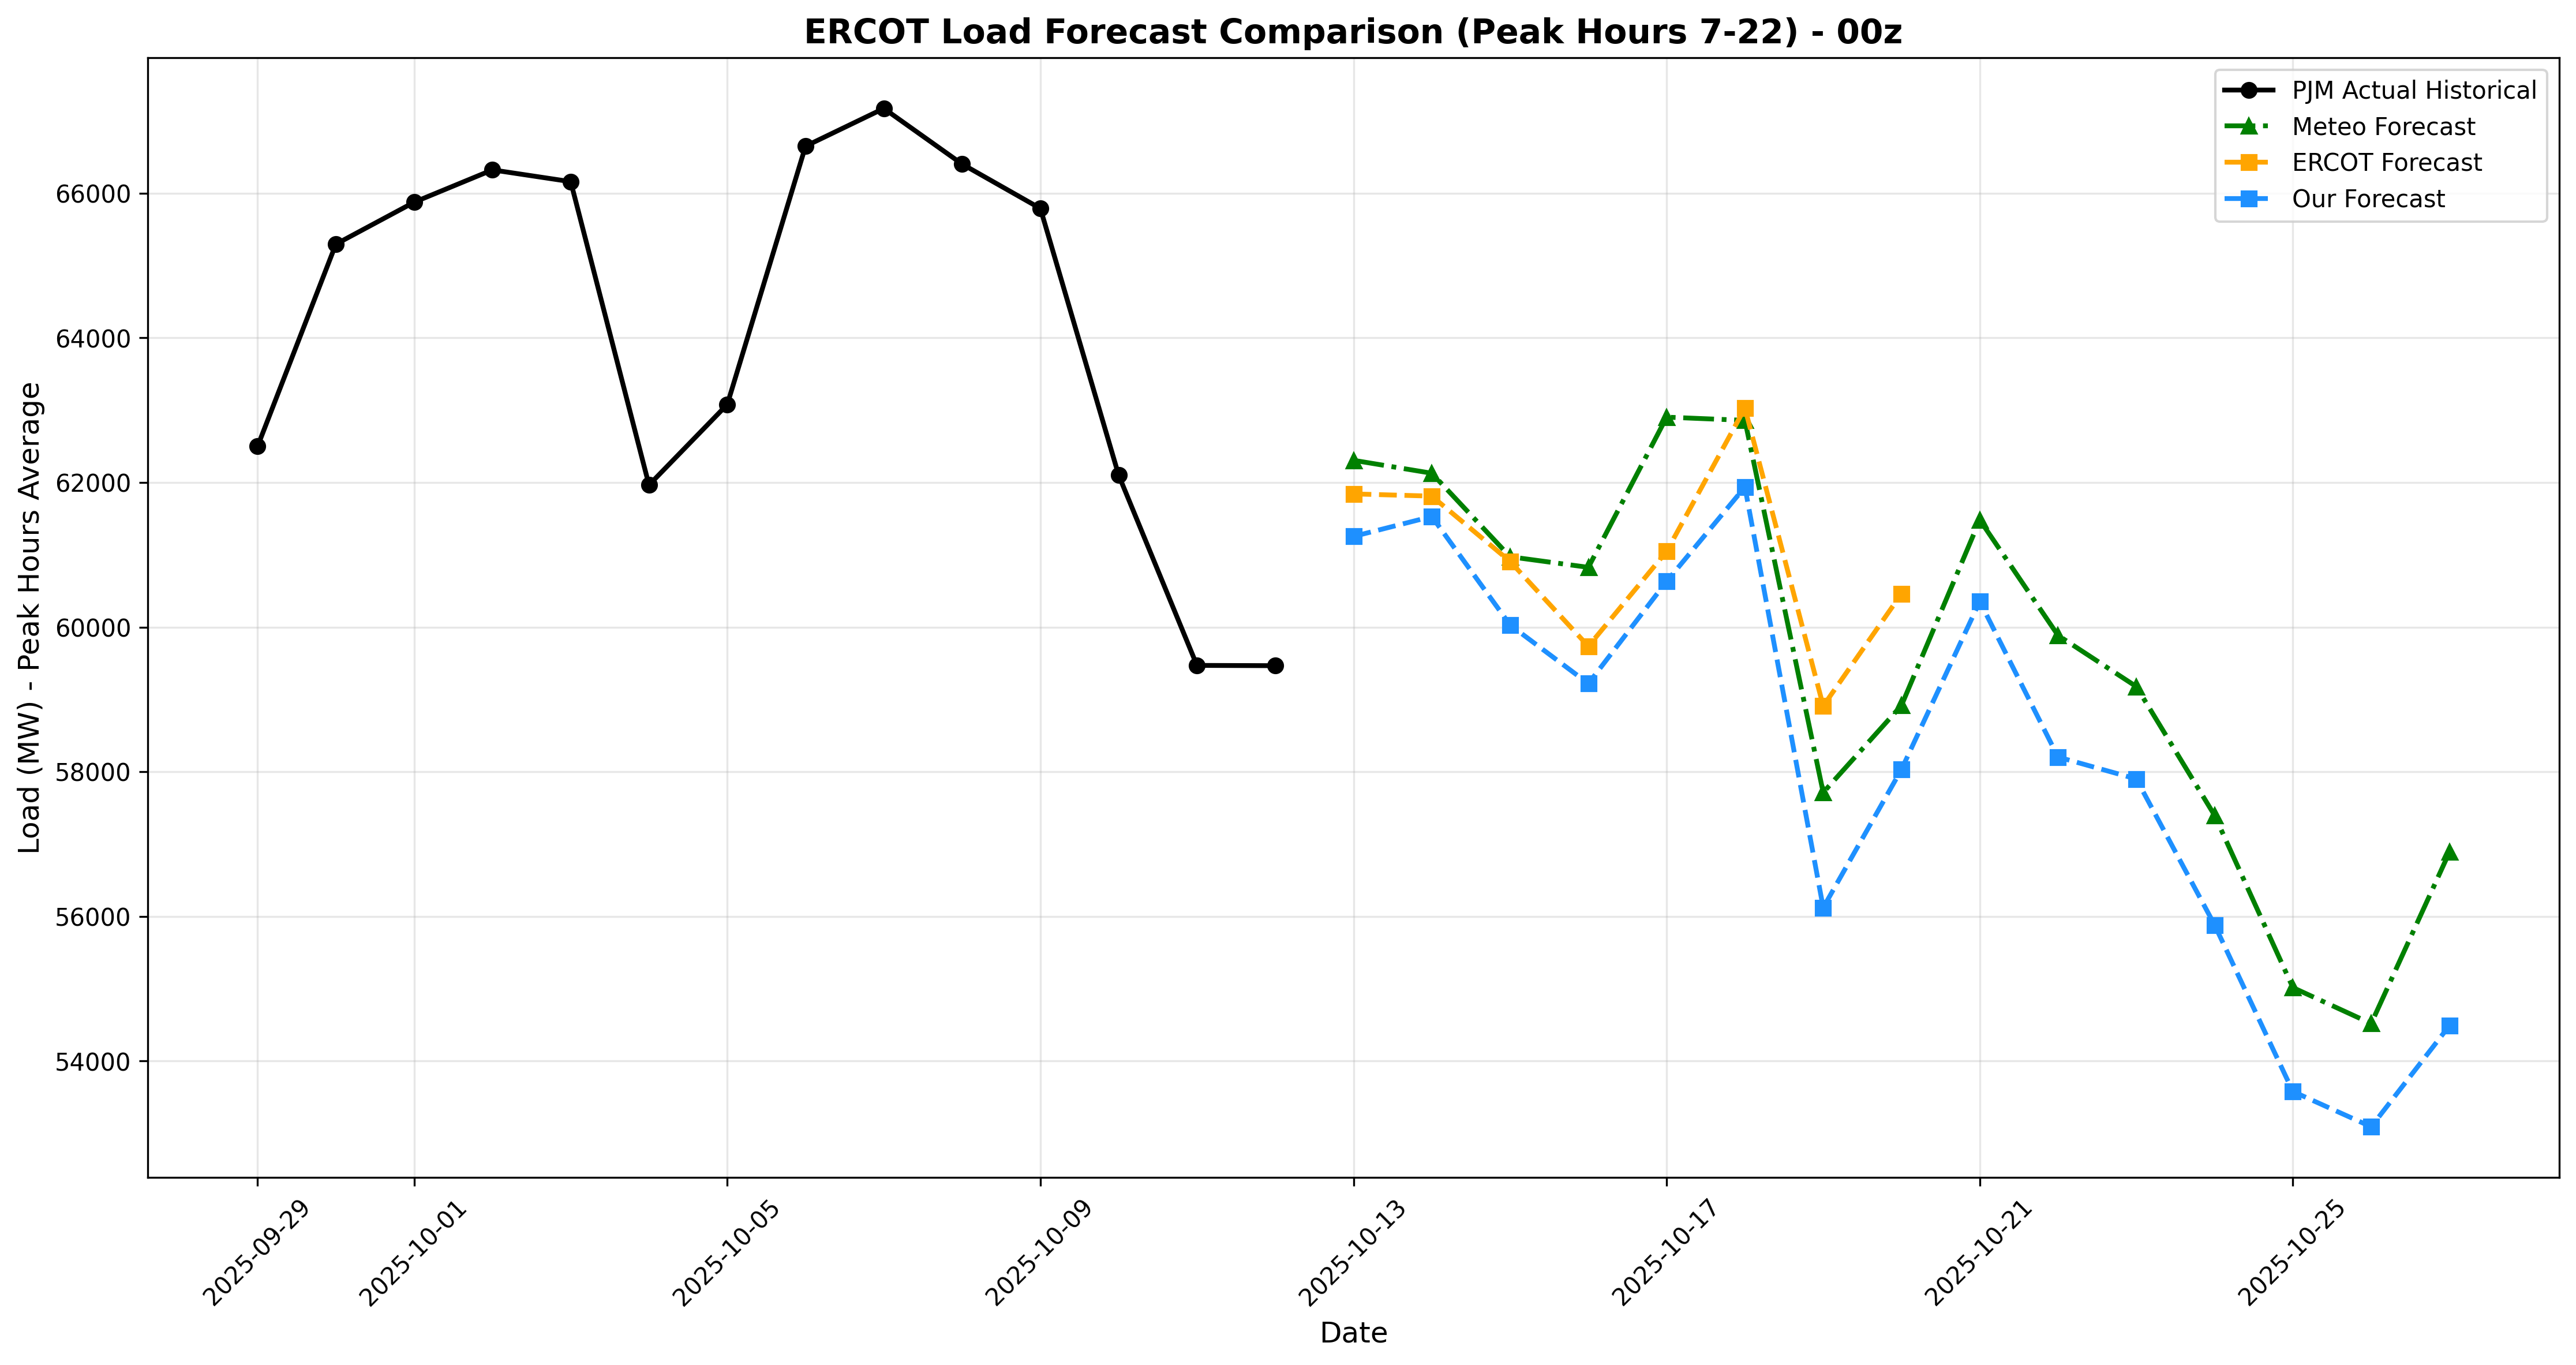 ERCOT Load Forecast Comparison (Peak Hours 7-22) - 00z
PJM Actual Historical
Meteo Forecast
ERCOT Forecast
Our Forecast
Load (MW) - Peak Hours Average
66000
64000
62000
60000
58000
56000
54000
2025-09-29
2025-10-01
2025-10-05
2025-10-09
2025-10-13
2025-10-17
2025-10-21
2025-10-25
Date